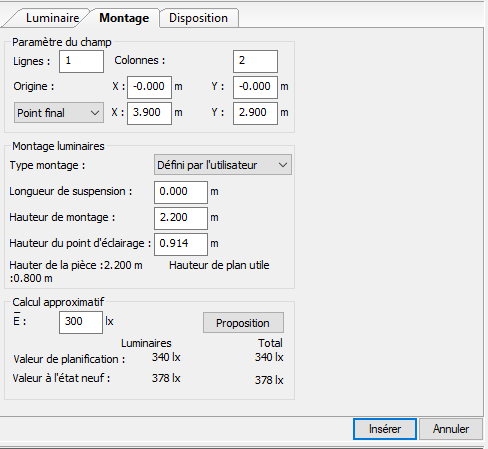 Luminaire Montage Disposition
Paramètre du champ
Lignes : 1 Colonnes : 2
Origine : X : -0.000 m Y : -0.000 m
Point final X : 3.900 m Y : 2.900 m
Montage luminaires
Type montage : Défini par l'utilisateur
Longueur de suspension : 0.000 m
Hauteur de montage : 2.200 m
Hauteur du point d'éclairage : 0.914 m
Hauter de la pièce :2.200 m Hauteur de plan utile
:0.800 m
Calcul approximatif
E : 300 lx Proposition
Luminaires Total
Valeur de planification : 340 lx 340 lx
Valeur à l'état neuf : 378 lx 378 lx
Insérer Annuler